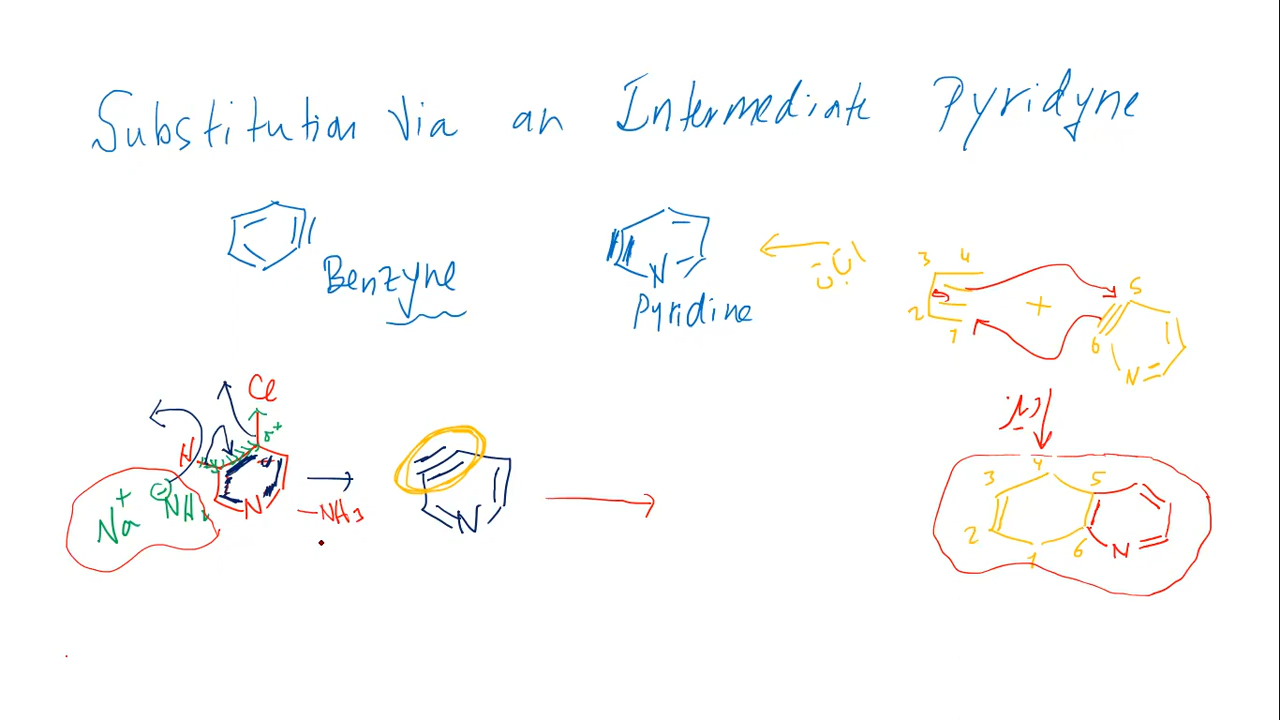 Substitution Via an Intermediate Pyridyne
Benzyne
N
Pyridine
3 4
2
1
+
5
6
N
Cl
δ+
H
N
Na+
⊖NH2
-NH3
N
4
3 5
2
1
6
N